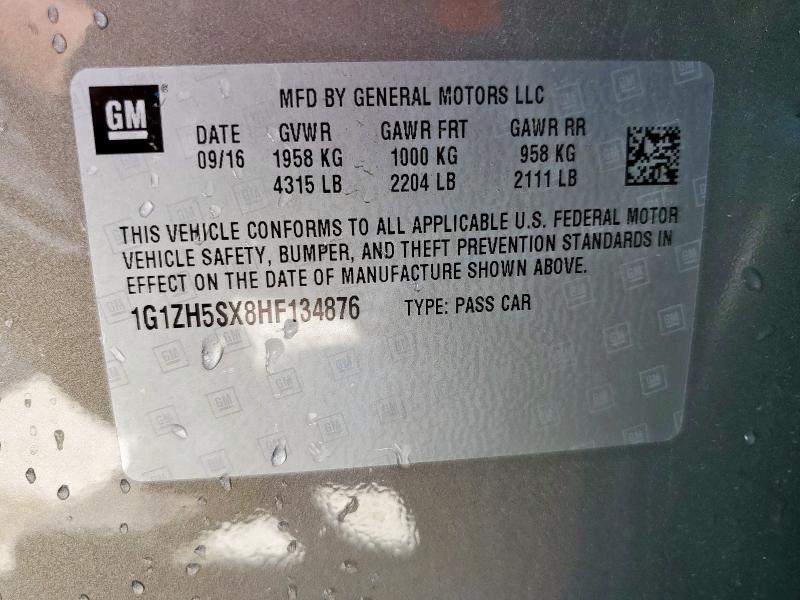 GM
MFD BY GENERAL MOTORS LLC
DATE GVWR GAWR FRT GAWR RR
09/16 1958 KG 1000 KG 958 KG
4315 LB 2204 LB 2111 LB
THIS VEHICLE CONFORMS TO ALL APPLICABLE U.S. FEDERAL MOTOR
VEHICLE SAFETY, BUMPER, AND THEFT PREVENTION STANDARDS IN
EFFECT ON THE DATE OF MANUFACTURE SHOWN ABOVE.
1G1ZH5SX8HF134876 TYPE: PASS CAR